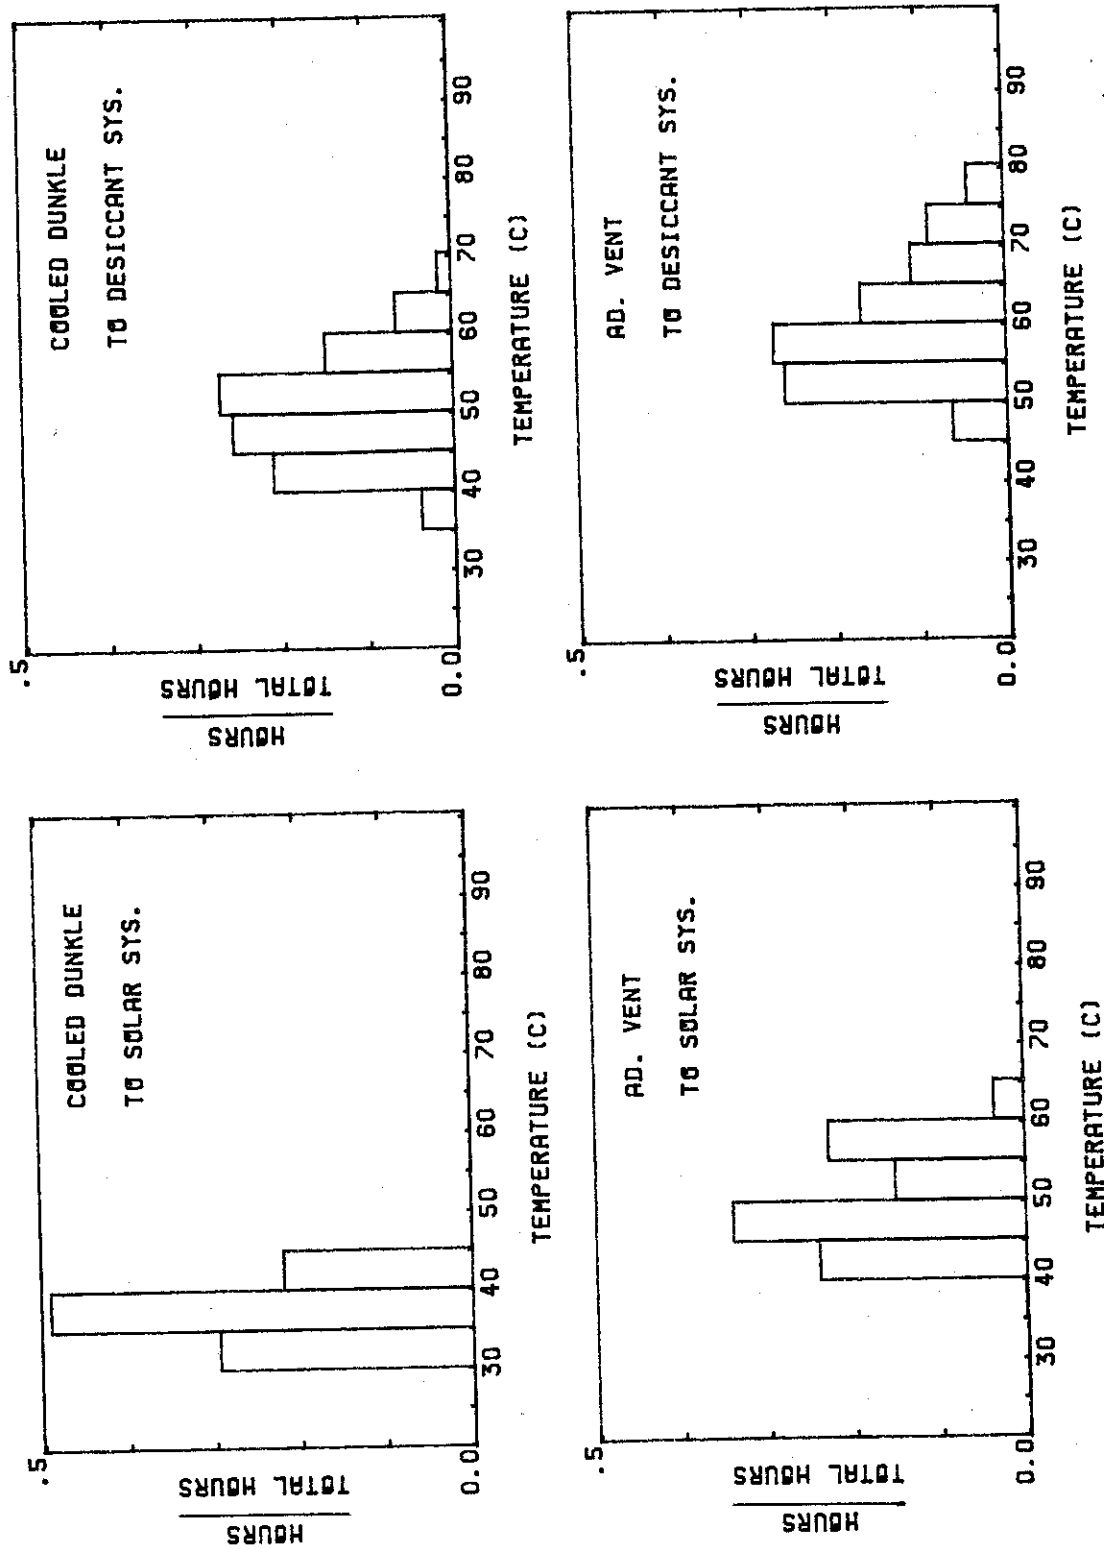 .5
HOURS
TOTAL HOURS
0.0
COOLED DUNKLE
TO SOLAR SYS.
30 40 50 60 70 80 90
TEMPERATURE (C)
.5
HOURS
TOTAL HOURS
0.0
COOLED DUNKLE
TO DESICCANT SYS.
30 40 50 60 70 80 90
TEMPERATURE (C)
.5
HOURS
TOTAL HOURS
0.0
AD. VENT
TO SOLAR SYS.
30 40 50 60 70 80 90
TEMPERATURE (C)
.5
HOURS
TOTAL HOURS
0.0
AD. VENT
TO DESICCANT SYS.
30 40 50 60 70 80 90
TEMPERATURE (C)